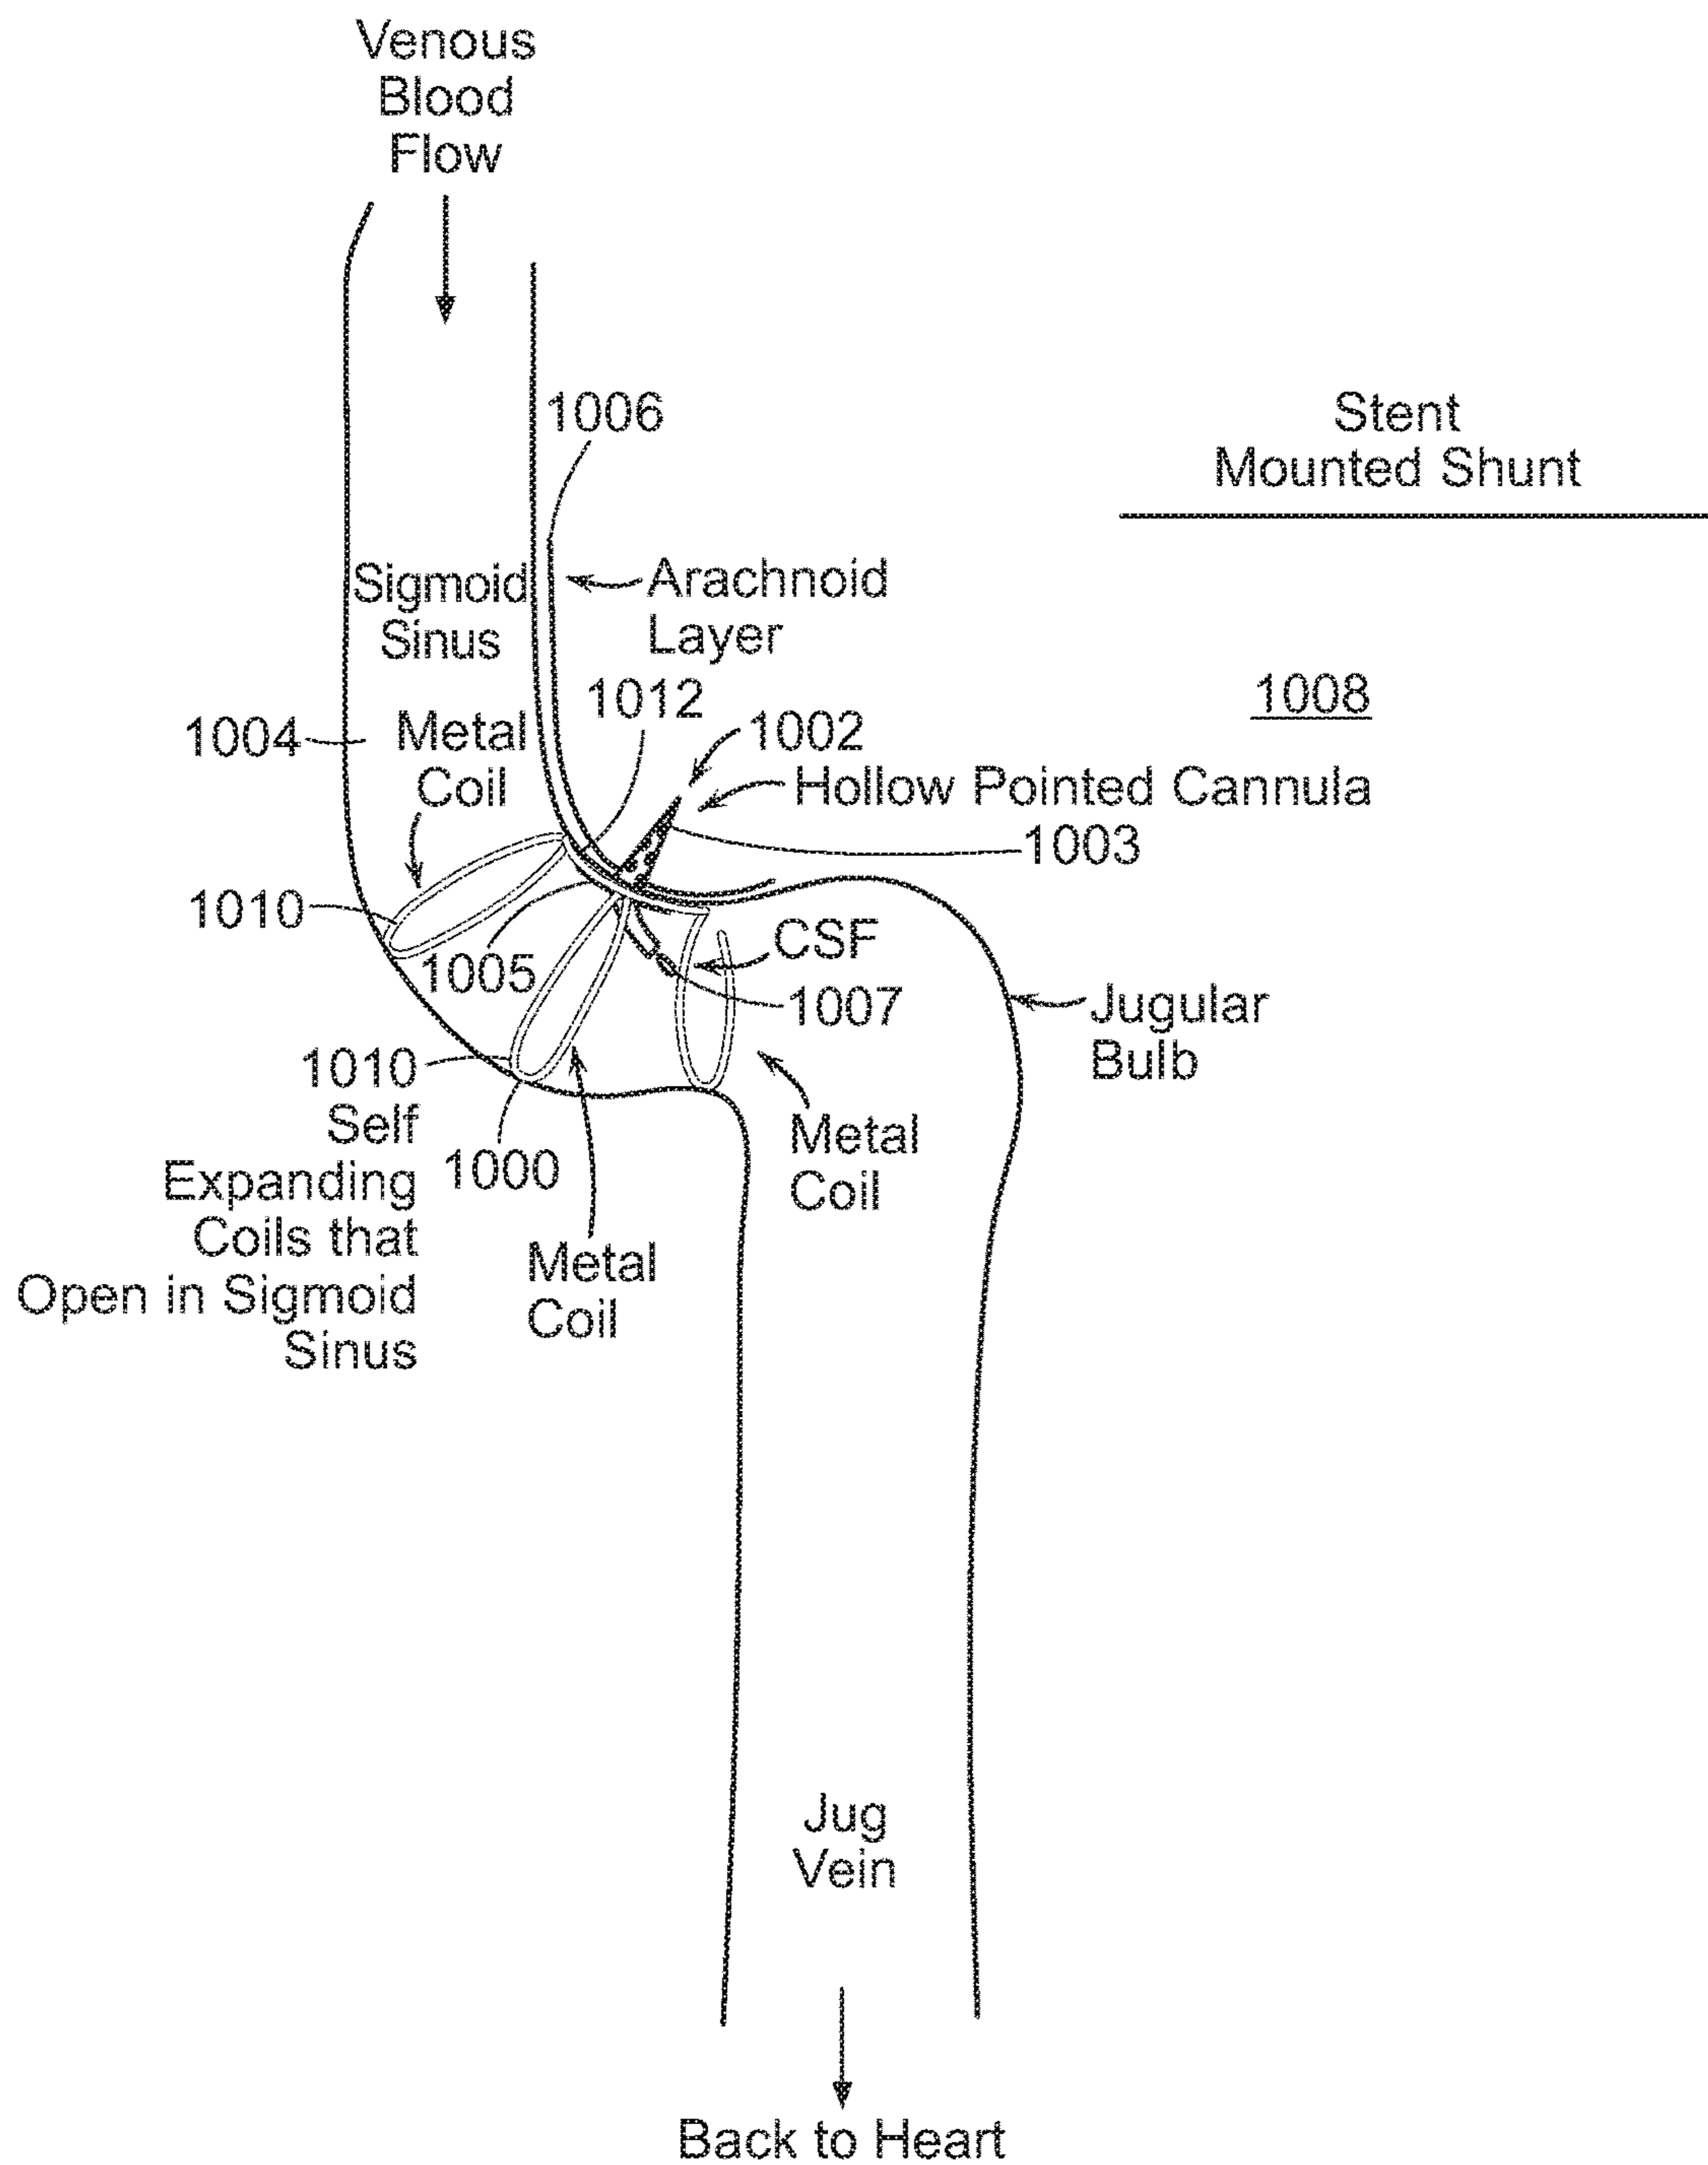 Venous
Blood
Flow
1006
Stent
Mounted Shunt
Sigmoid
Sinus
Arachnoid
Layer
1012
1008
1004
Metal
Coil
1002
Hollow Pointed Cannula
1003
1010
1005
CSF
1007
Jugular
Bulb
1010
Self
Expanding
Coils that
Open in Sigmoid
Sinus
1000
Metal
Coil
Metal
Coil
Jug
Vein
Back to Heart